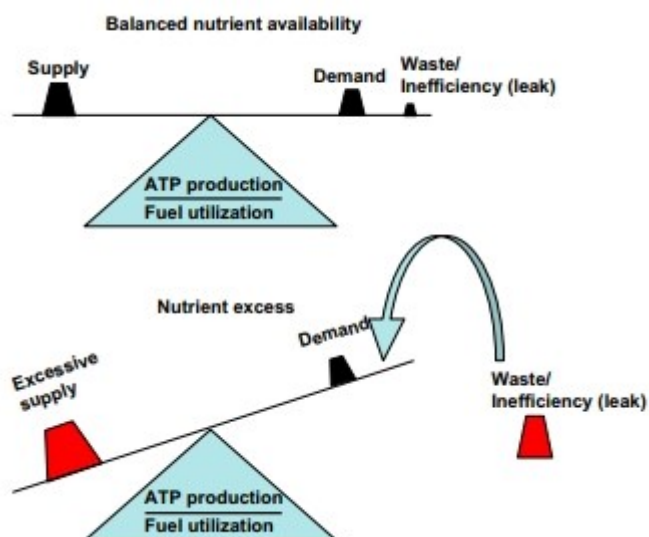 Balanced nutrient availability
Supply
Demand
Waste/
Inefficiency (leak)
ATP production
Fuel utilization
Nutrient excess
Demand
Excessive
supply
Waste/
Inefficiency (leak)
ATP production
Fuel utilization